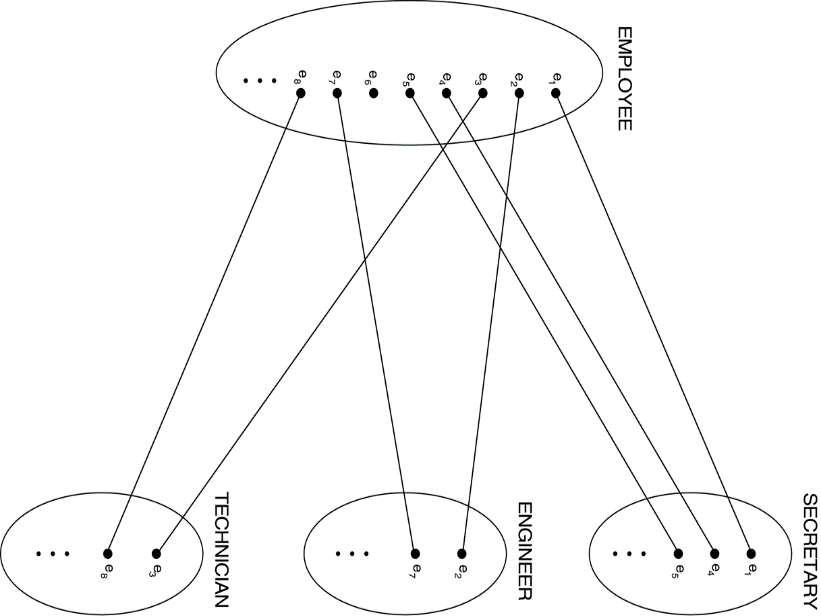 EMPLOYEE
e1
e2
e3
e4
e5
e6
e7
e8
SECRETARY
e1
e4
e5
ENGINEER
e2
e7
TECHNICIAN
e3
e8